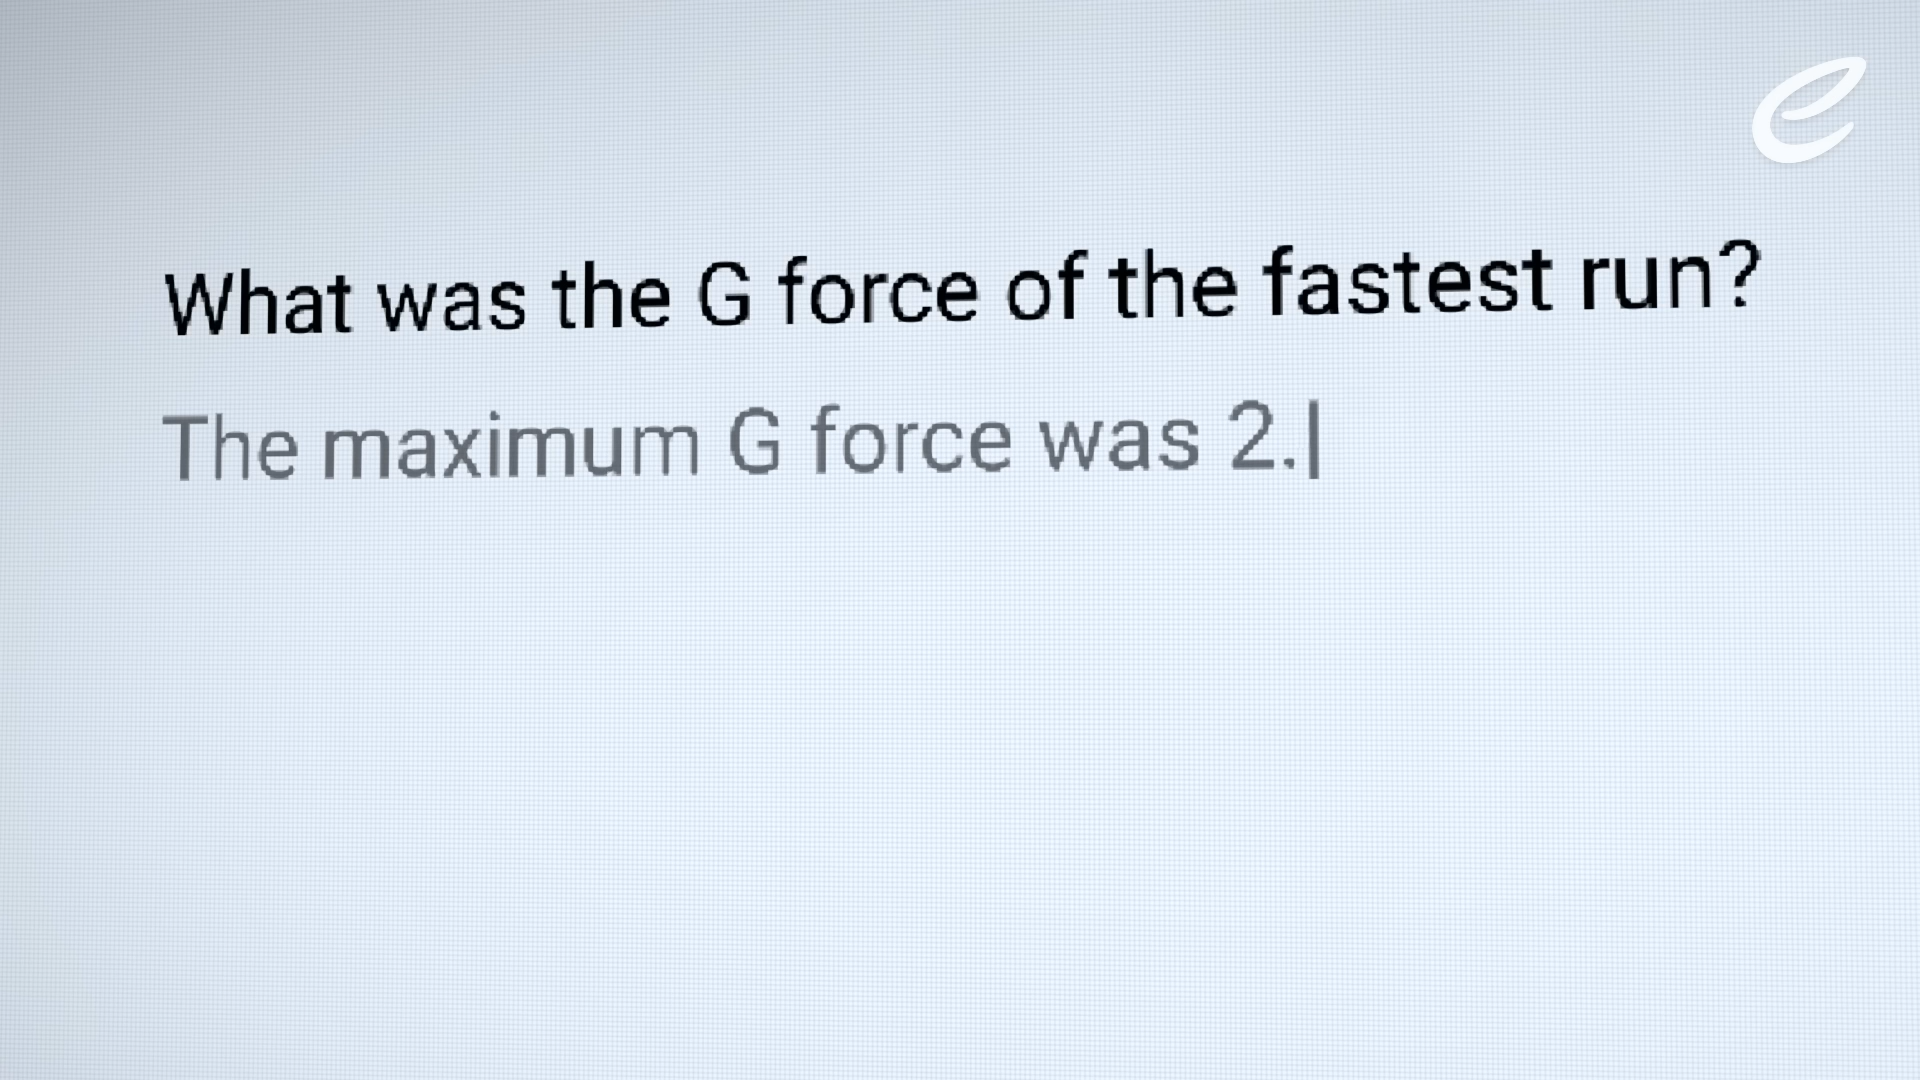 What was the G force of the fastest run?
The maximum G force was 2.